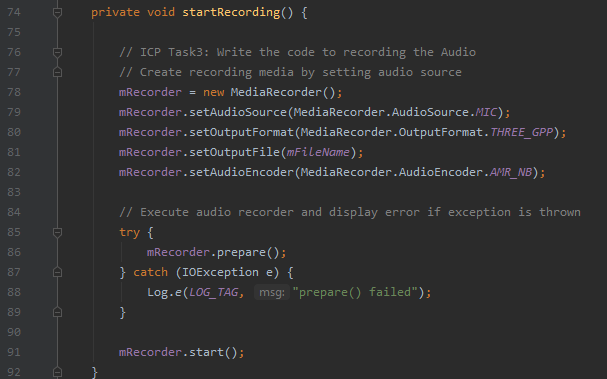 74 private void startRecording() {
75
76 // ICP Task3: Write the code to recording the Audio
77 // Create recording media by setting audio source
78 mRecorder = new MediaRecorder();
79 mRecorder.setAudioSource(MediaRecorder.AudioSource.MIC);
80 mRecorder.setOutputFormat(MediaRecorder.OutputFormat.THREE_GPP);
81 mRecorder.setOutputFile(mFileName);
82 mRecorder.setAudioEncoder(MediaRecorder.AudioEncoder.AMR_NB);
83
84 // Execute audio recorder and display error if exception is thrown
85 try {
86 mRecorder.prepare();
87 } catch (IOException e) {
88 Log.e(LOG_TAG, msg: "prepare() failed");
89 }
90
91 mRecorder.start();
92 }